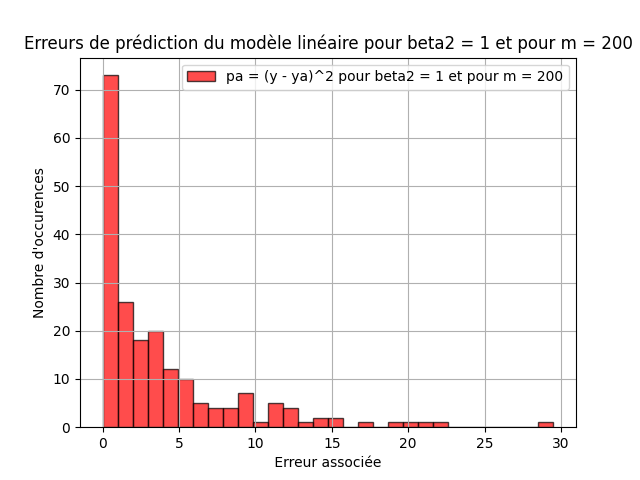 Erreurs de prédiction du modèle linéaire pour beta2 = 1 et pour m = 200
pa = (y - ya)^2 pour beta2 = 1 et pour m = 200
Nombre d'occurences
70
60
50
40
30
20
10
0
0 5 10 15 20 25 30
Erreur associée